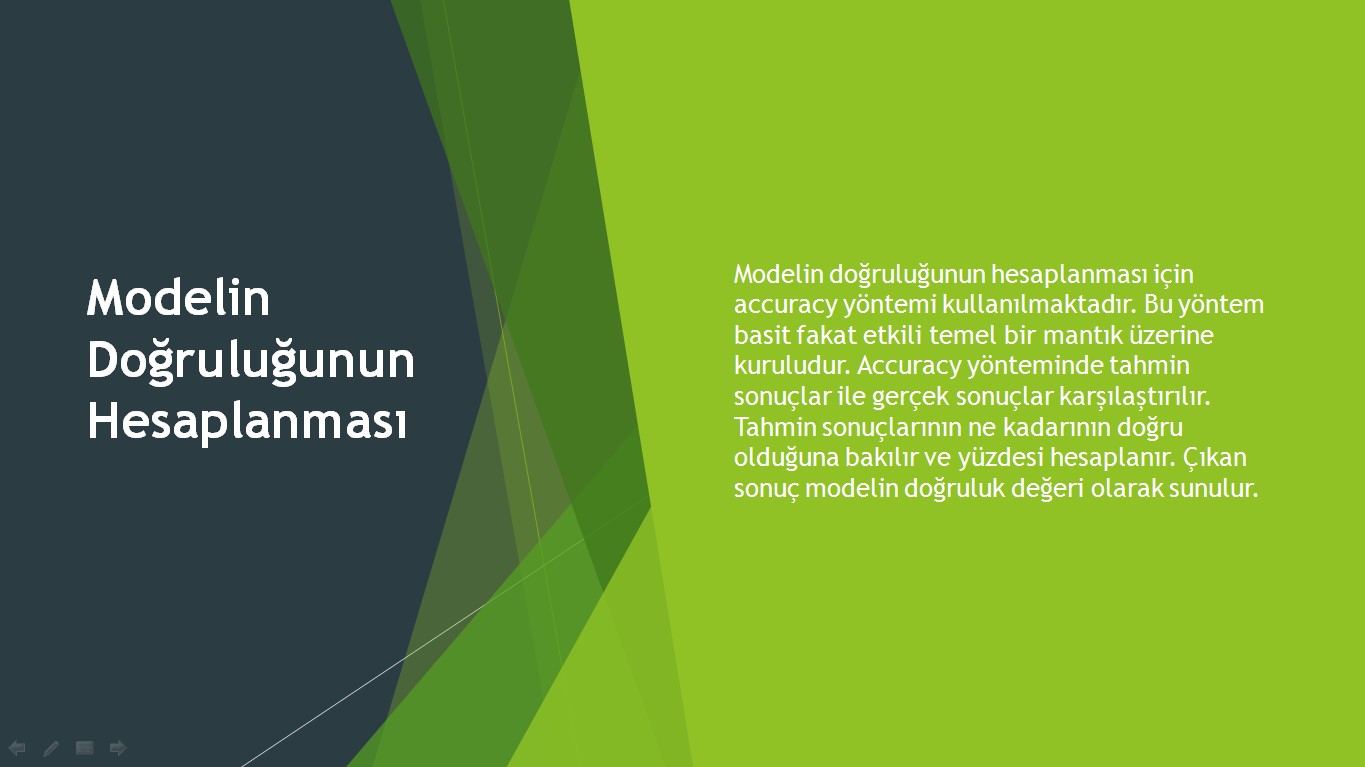 Modelin
Doğruluğunun
Hesaplanması
Modelin doğruluğunun hesaplanması için
accuracy yöntemi kullanılmaktadır. Bu yöntem
basit fakat etkili temel bir mantık üzerine
kuruludur. Accuracy yönteminde tahmin
sonuçlar ile gerçek sonuçlar karşılaştırılır.
Tahmin sonuçlarının ne kadarının doğru
olduğuna bakılır ve yüzdesi hesaplanır. Çıkan
sonuç modelin doğruluk değeri olarak sunulur.